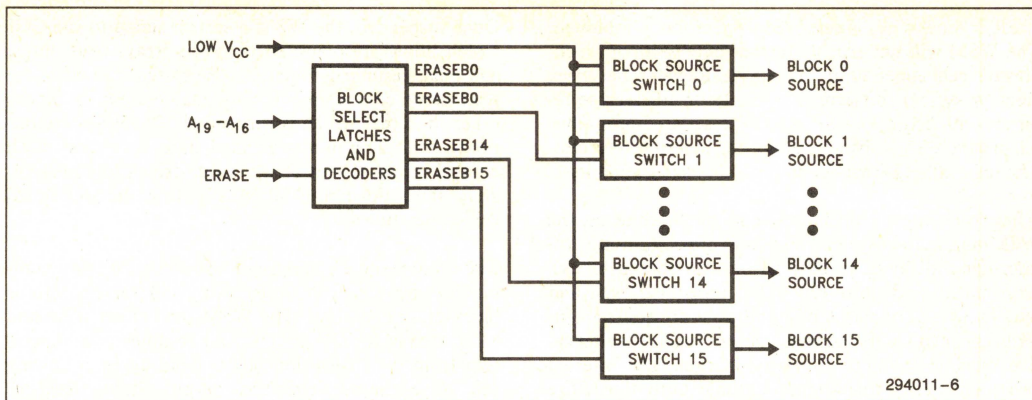 LOW VCC
A19 –A16
ERASE
BLOCK
SELECT
LATCHES
AND
DECODERS
ERASEB0
ERASEB0
ERASEB14
ERASEB15
BLOCK SOURCE
SWITCH 0
BLOCK 0
SOURCE
BLOCK SOURCE
SWITCH 1
BLOCK 1
SOURCE
BLOCK SOURCE
SWITCH 14
BLOCK 14
SOURCE
BLOCK SOURCE
SWITCH 15
BLOCK 15
SOURCE
294011–6